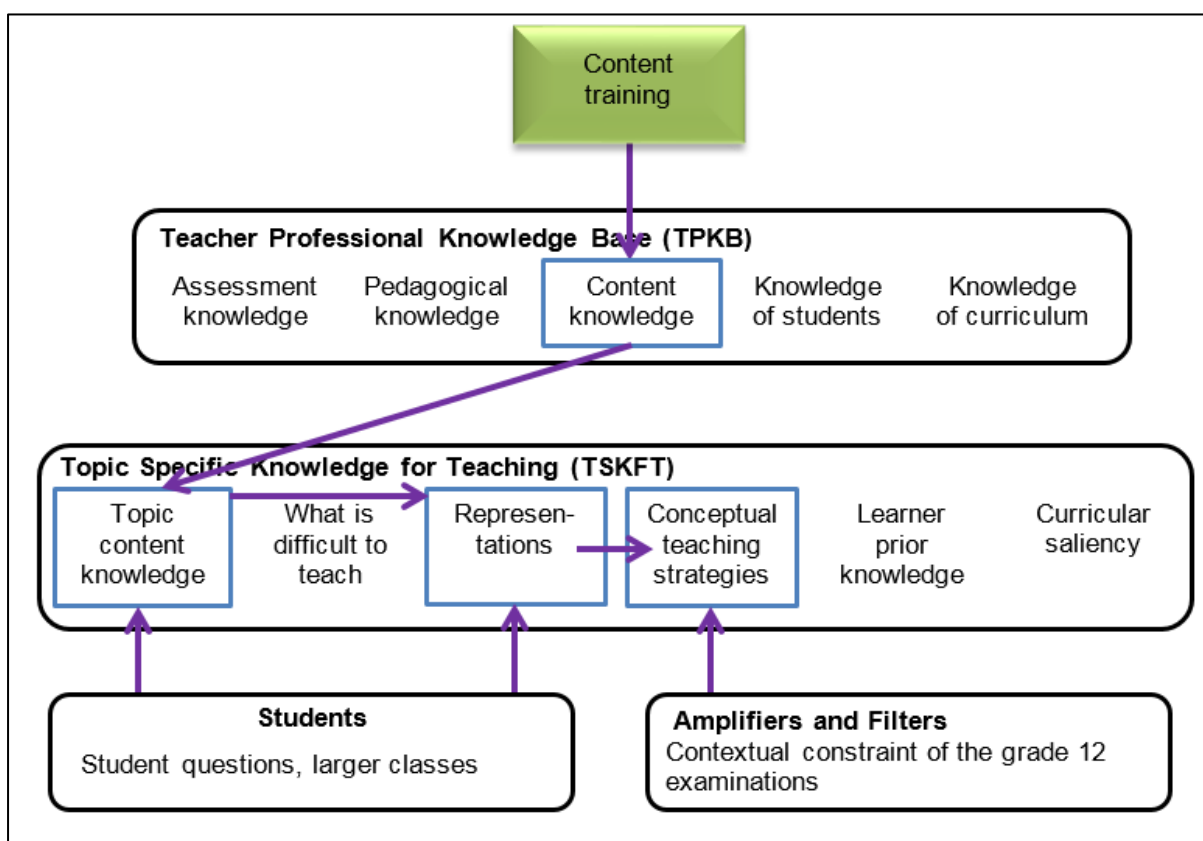 Content
training
Teacher Professional Knowledge Base (TPKB)
Assessment
knowledge
Pedagogical
knowledge
Content
knowledge
Knowledge
of students
Knowledge
of curriculum
Topic Specific Knowledge for Teaching (TSKFT)
Topic
content
knowledge
What is
difficult to
teach
Represen-
tations
Conceptual
teaching
strategies
Learner
prior
knowledge
Curricular
saliency
Students
Student questions, larger classes
Amplifiers and Filters
Contextual constraint of the grade 12
examinations